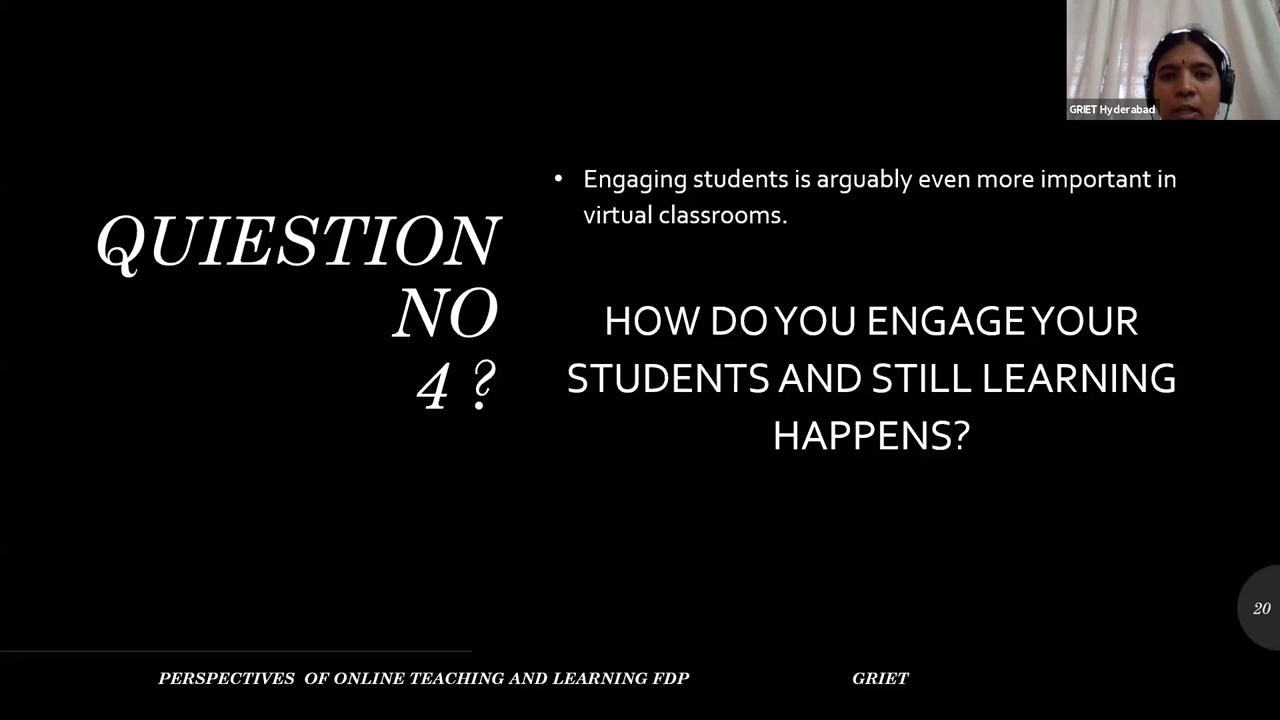 GRIET Hyderabad
• Engaging students is arguably even more important in
virtual classrooms.
QUIESTION
NO
4 ?
HOW DO YOU ENGAGE YOUR
STUDENTS AND STILL LEARNING
HAPPENS?
20
PERSPECTIVES OF ONLINE TEACHING AND LEARNING FDP
GRIET